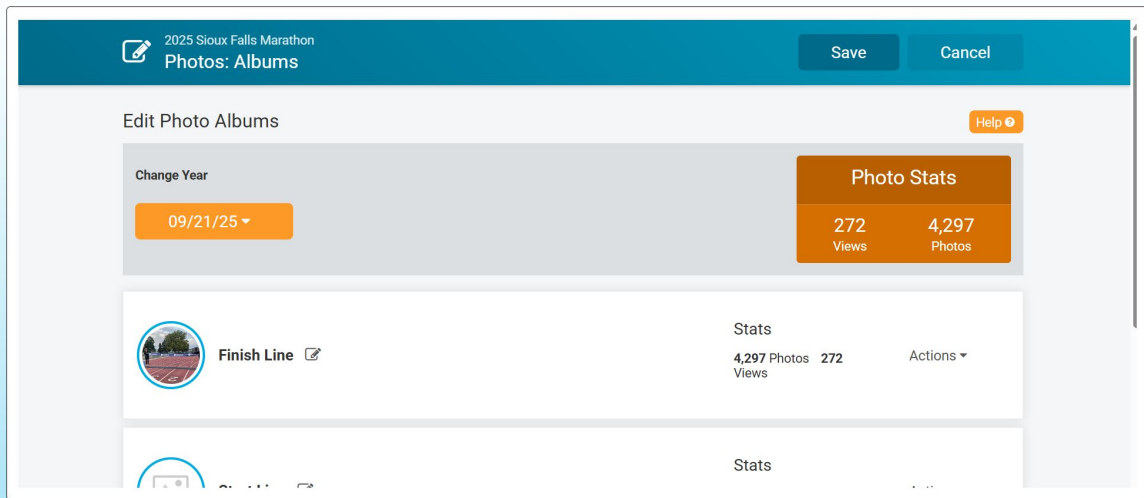 2025 Sioux Falls Marathon
Photos: Albums
Save
Cancel
Edit Photo Albums
Help
Change Year
09/21/25
Photo Stats
272
Views
4,297
Photos
Finish Line
Stats
4,297 Photos 272
Views
Actions
Stats